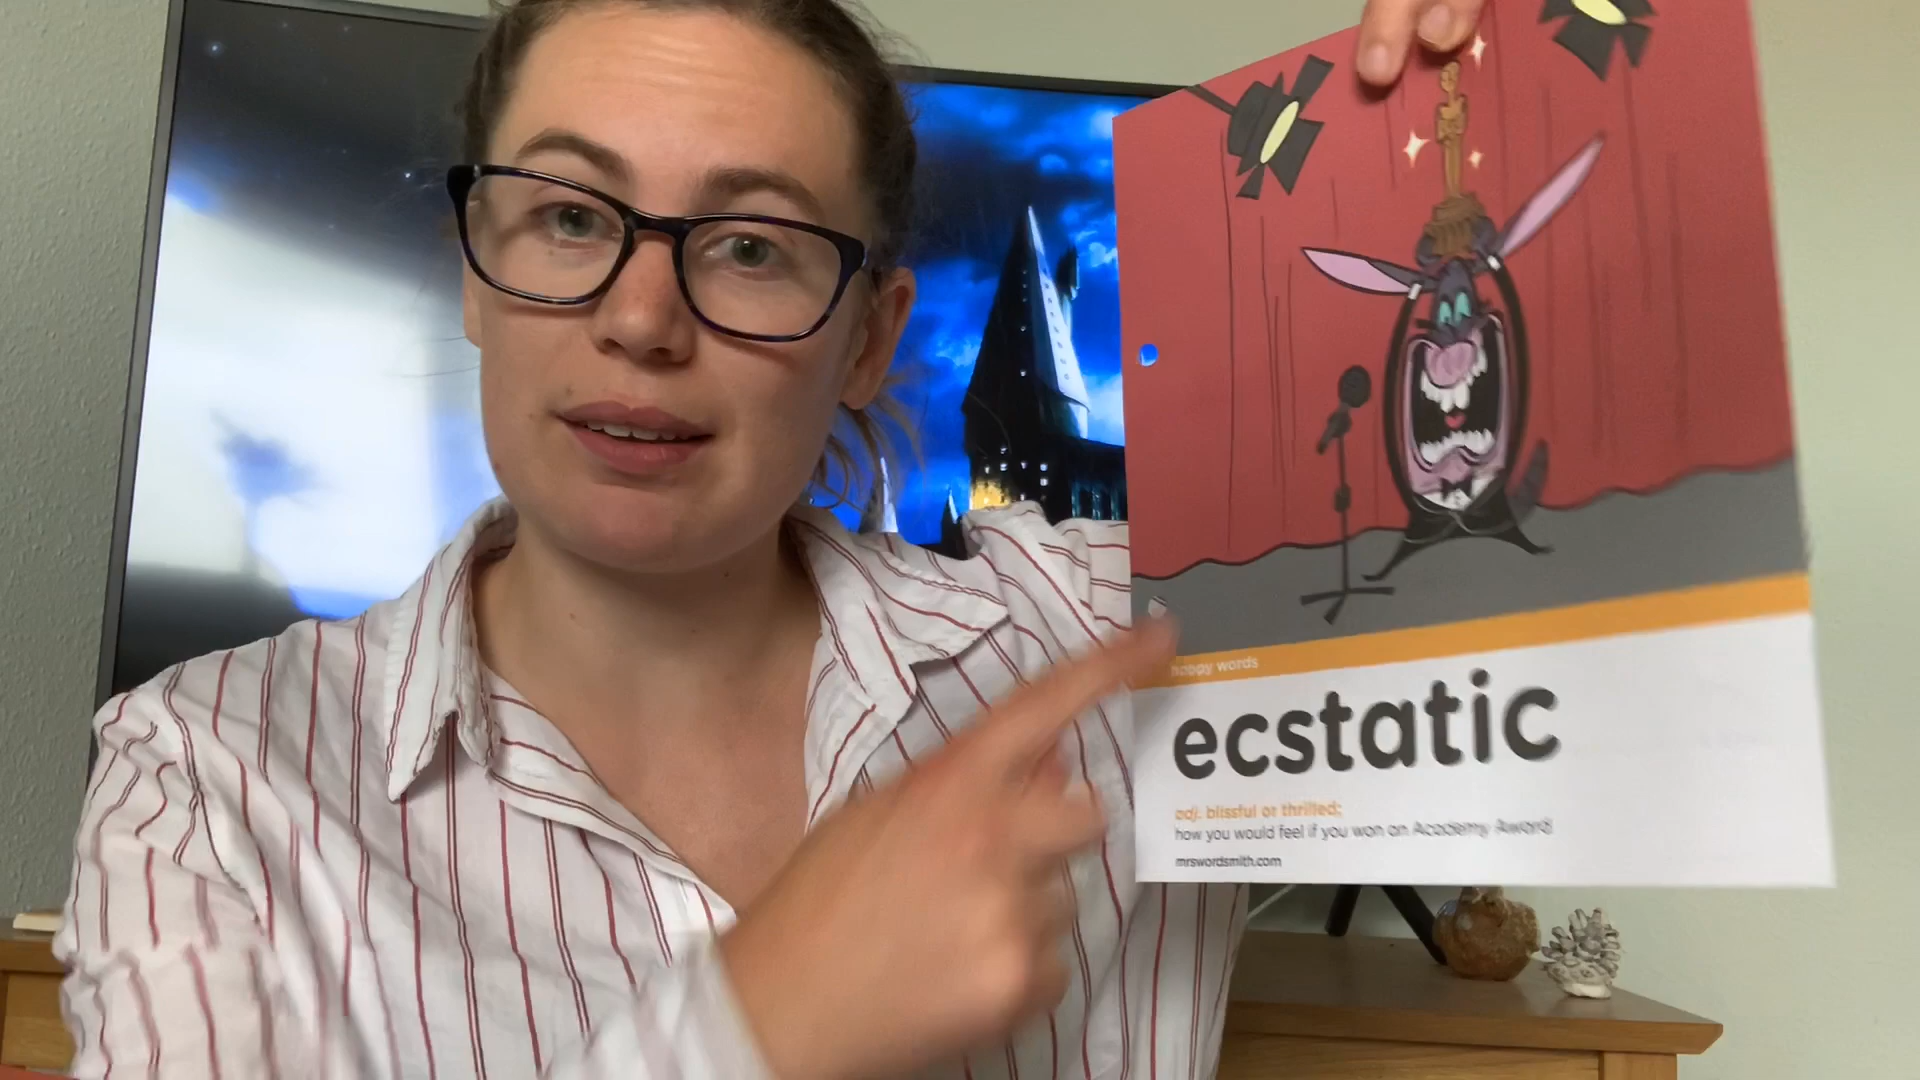 happy words
ecstatic
adj. blissful or thrilled;
how you would feel if you won an Academy Award!
mrswordsmith.com